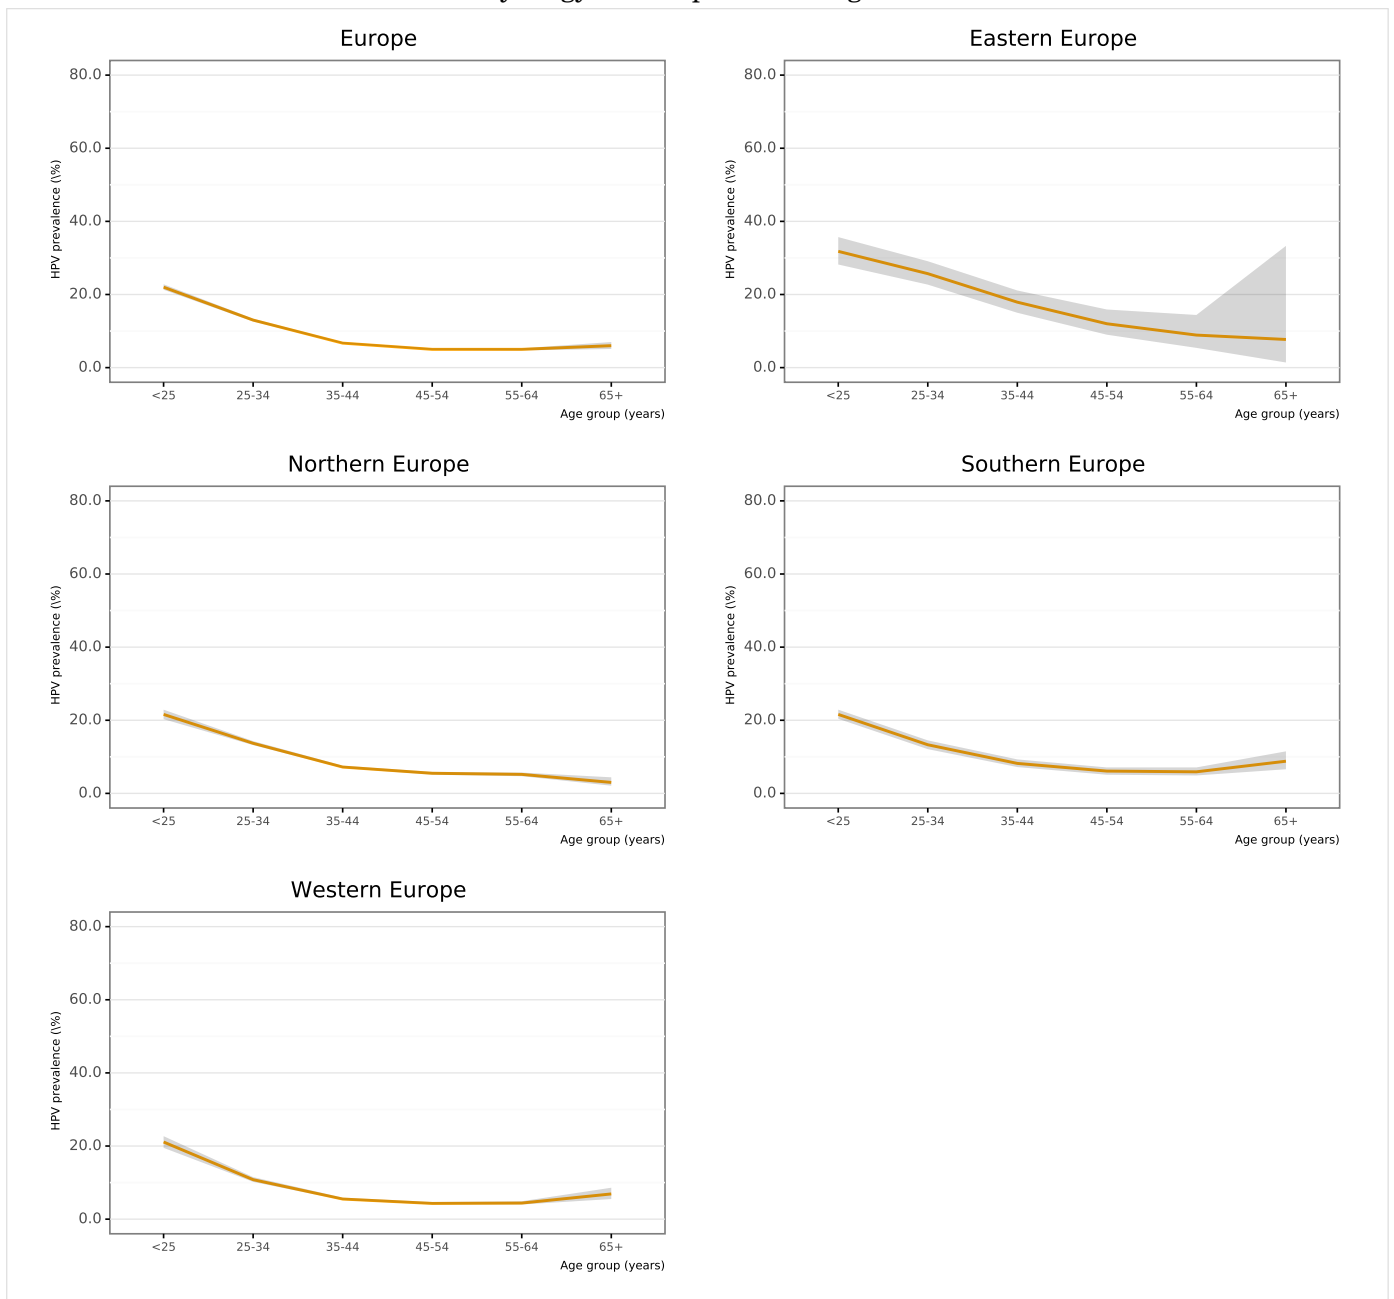 Europe
80.0
60.0
40.0
20.0
0.0
HPV prevalence (\%)
<25 25-34 35-44 45-54 55-64 65+
Age group (years)
Eastern Europe
80.0
60.0
40.0
20.0
0.0
HPV prevalence (\%)
<25 25-34 35-44 45-54 55-64 65+
Age group (years)
Northern Europe
80.0
60.0
40.0
20.0
0.0
HPV prevalence (\%)
<25 25-34 35-44 45-54 55-64 65+
Age group (years)
Southern Europe
80.0
60.0
40.0
20.0
0.0
HPV prevalence (\%)
<25 25-34 35-44 45-54 55-64 65+
Age group (years)
Western Europe
80.0
60.0
40.0
20.0
0.0
HPV prevalence (\%)
<25 25-34 35-44 45-54 55-64 65+
Age group (years)